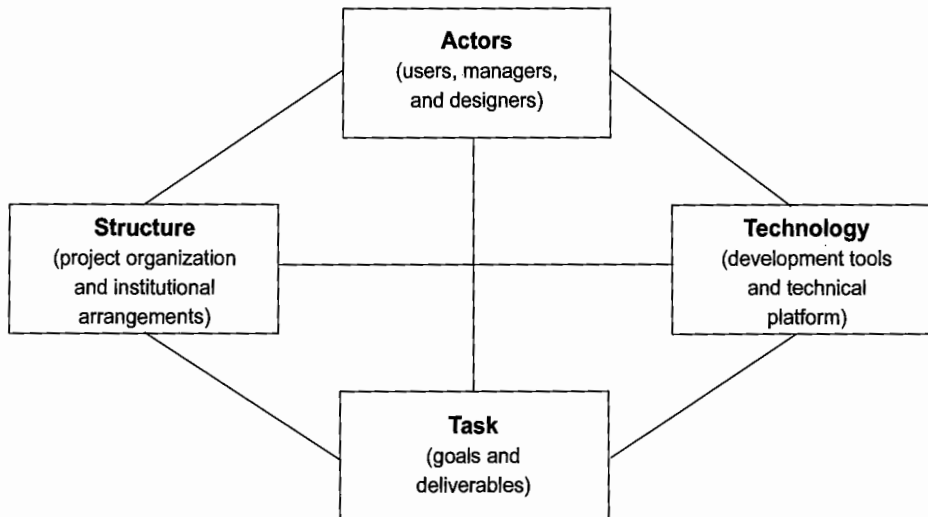 Actors
(users, managers,
and designers)
Structure
(project organization
and institutional
arrangements)
Technology
(development tools
and technical
platform)
Task
(goals and
deliverables)